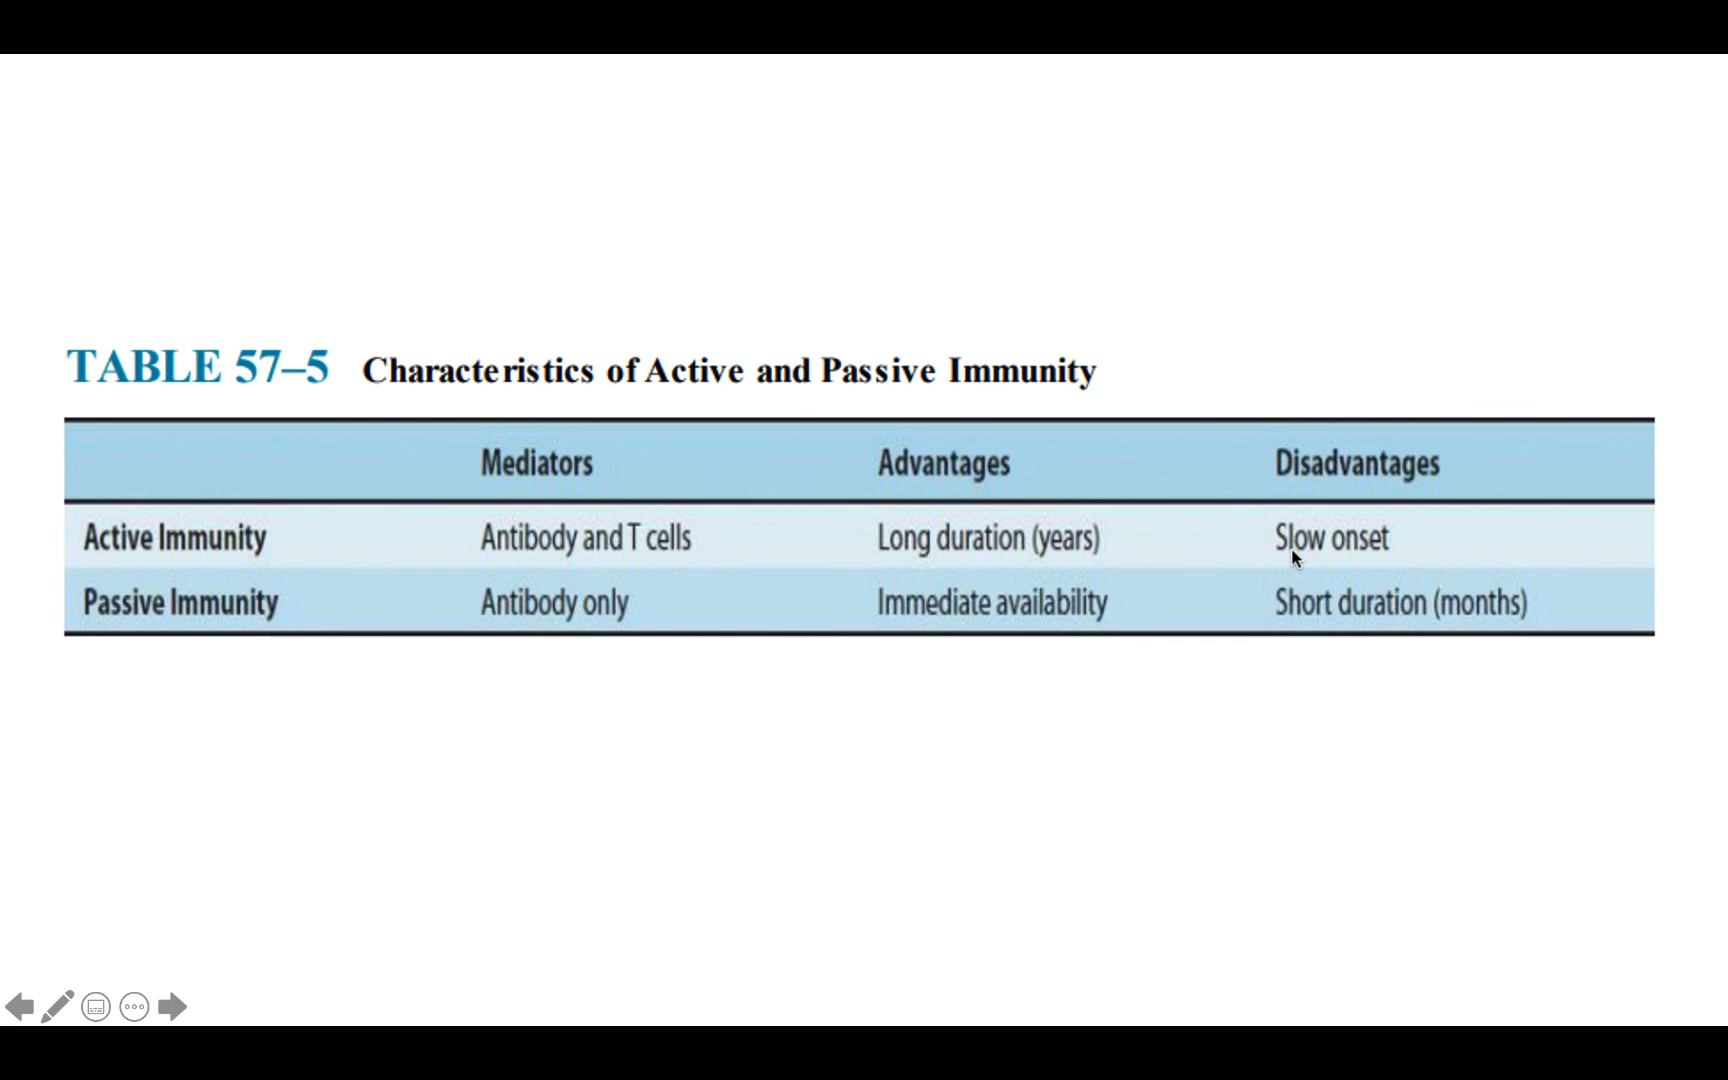 TABLE 57–5 Characteristics of Active and Passive Immunity
Mediators Advantages Disadvantages
Active Immunity Antibody and T cells Long duration (years) Slow onset
Passive Immunity Antibody only Immediate availability Short duration (months)